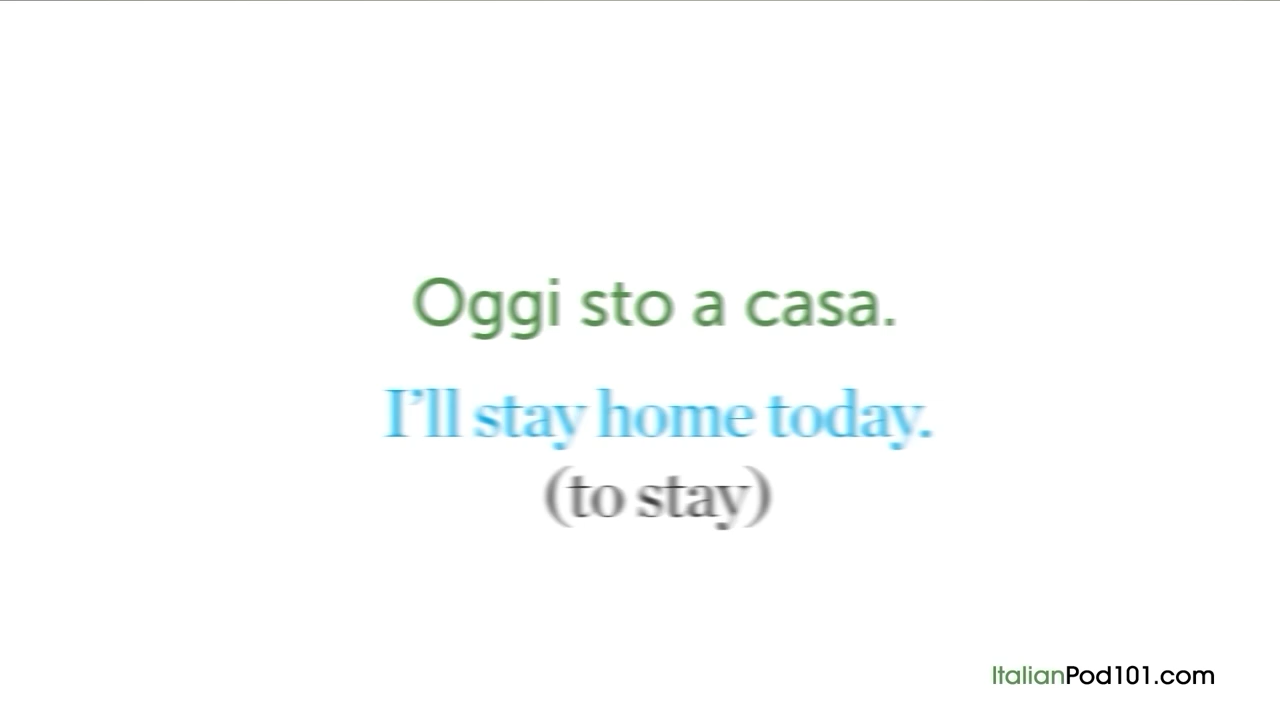 Oggi sto a casa.
I’ll stay home today.
(to stay)
ItalianPod101.com